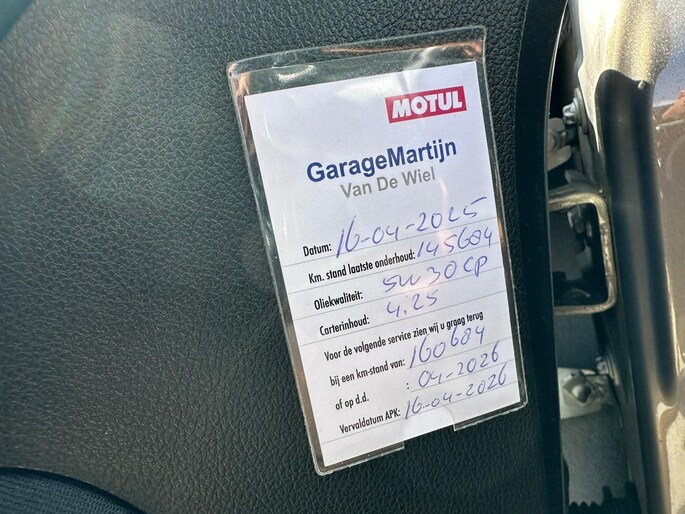 MOTUL
GarageMartijn
Van De Wiel
Datum: 16-04-2025
Km. stand laatste onderhoud: 145684
Oliekwaliteit: 5W30CP
Carterinhoud: 4.25
Voor de volgende service zien wij u graag terug
bij een km-stand van: 160684
of op d.d. : 04-2026
Vervaldatum APK: 16-04-2026